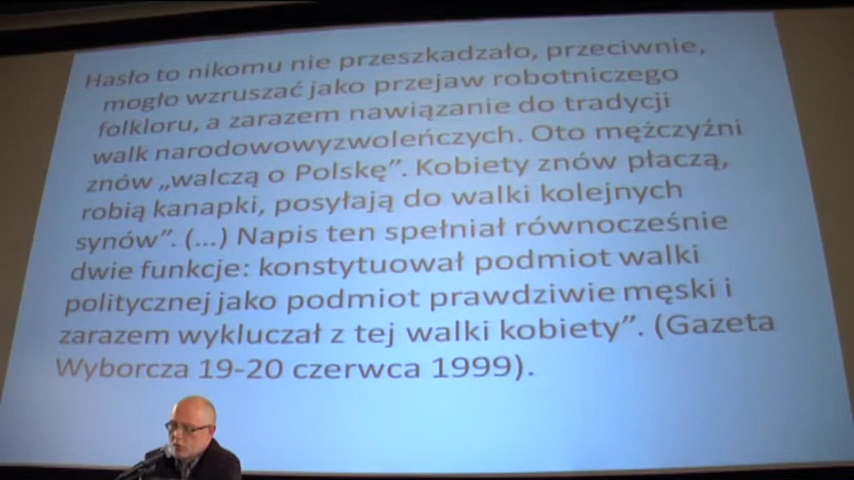 Hasło to nikomu nie przeszkadzało, przeciwnie,
mogło wzruszać jako przejaw robotniczego
folkloru, a zarazem nawiązanie do tradycji
walk narodowowyzwoleńczych. Oto mężczyźni
znów „walczą o Polskę”. Kobiety znów płaczą,
robią kanapki, posyłają do walki kolejnych
synów”. (...) Napis ten spełniał równocześnie
dwie funkcje: konstytuował podmiot walki
politycznej jako podmiot prawdziwie męski i
zarazem wykluczał z tej walki kobiety”. (Gazeta
Wyborcza 19-20 czerwca 1999).